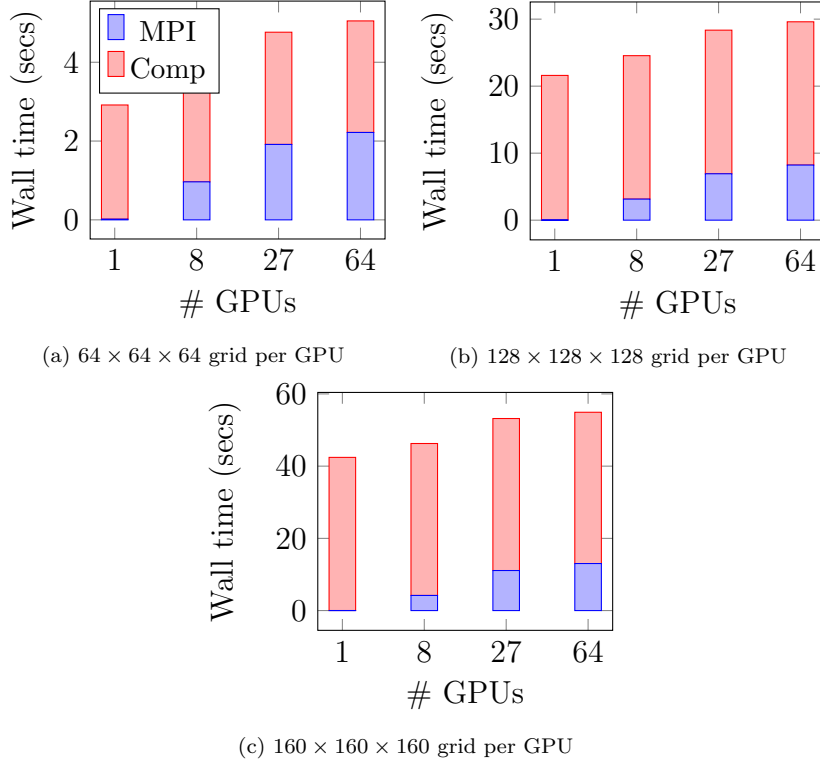 MPI
Comp
Wall time (secs)
4
2
0
1 8 27 64
# GPUs
(a) 64 × 64 × 64 grid per GPU
Wall time (secs)
30
20
10
0
1 8 27 64
# GPUs
(b) 128 × 128 × 128 grid per GPU
Wall time (secs)
60
40
20
0
1 8 27 64
# GPUs
(c) 160 × 160 × 160 grid per GPU